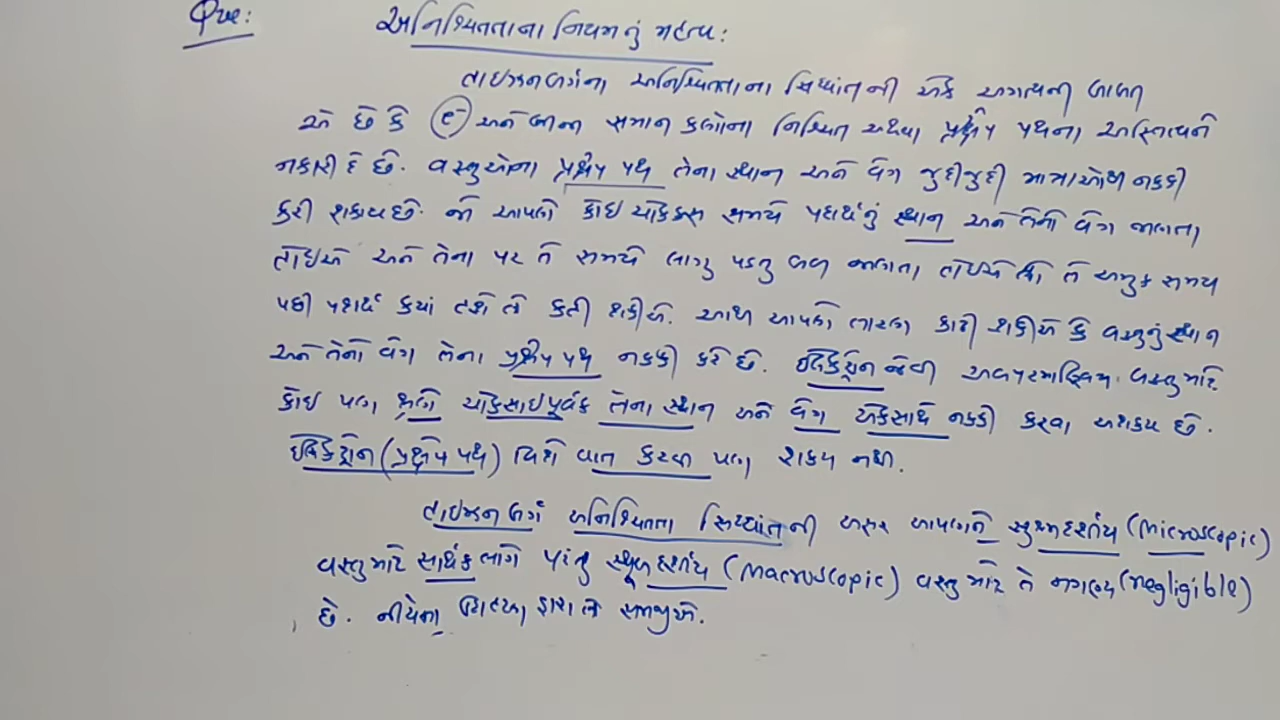 Que: અનિશ્ચિતતાના નિયમનું મહત્વ:
હાઇઝનબર્ગના અનિશ્ચિતતાના સિધ્ધાંતની એક અગત્યની બાબત
એ છે કે e- અને બીજા સમાન કણોના નિશ્ચિત અથવા પ્રક્ષેપ પથના અસ્તિત્વને
નકારી દે છે. વસ્તુઓના પ્રક્ષેપ પથ તેના સ્થાન અને વેગ જુદીજુદી માત્રાઓથી નક્કી
કરી શકાય છે. જો આપણે કોઇ ચોક્કસ સમયે પદાર્થનું સ્થાન અને તેનો વેગ જાણતા
હોઇએ અને તેના પર તે સમયે લાગુ પડતુ બળ જાણતા હોઇએ તો તે અમુક સમય
પછી પદાર્થ કયાં હશે તે કહી શકીએ. આથી આપણે તારણ કાઢી શકીએ કે વસ્તુનું સ્થાન
અને તેનો વેગ તેના પ્રક્ષેપ પથ નક્કી કરે છે. ઇલેક્ટ્રોન જેવી અવપરમાણ્વિય વસ્તુ માટે
કોઇ પણ ક્ષણે ચોક્સાઇપૂર્વક તેના સ્થાન અને વેગ એકસાથે નક્કી કરવા અશક્ય છે.
ઇલેક્ટ્રોન (પ્રક્ષેપ પથ) વિશે વાત કરવી પણ શક્ય નથી.
હાઇઝનબર્ગ અનિશ્ચિતતા સિધ્ધાંતની અસર આપણને સુક્ષ્મદર્શીય (Microscopic)
વસ્તુ માટે સાર્થક લાગે પરંતુ સ્થૂળદર્શીય (Macroscopic) વસ્તુ માટે તે નગણ્ય (negligible)
છે. નીચેના દ્વારા તે સમજીએ.